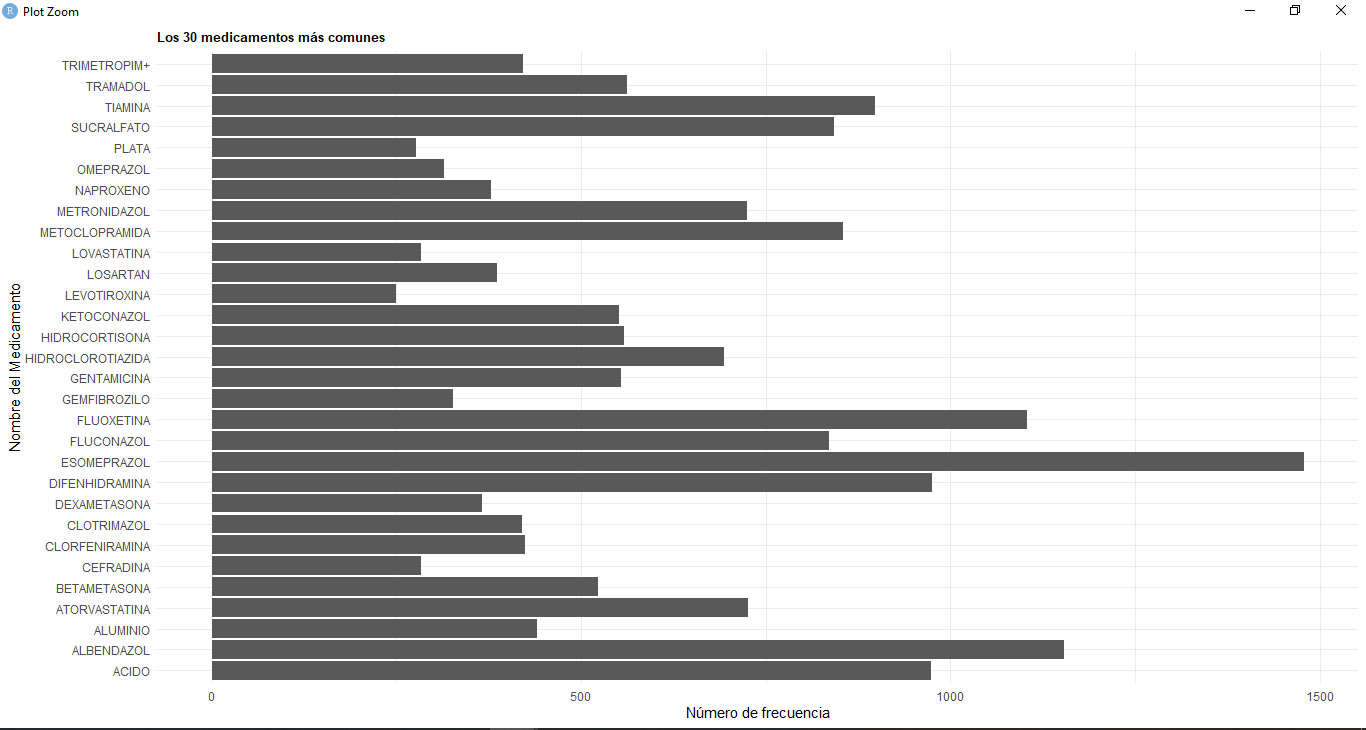 R Plot Zoom
Los 30 medicamentos más comunes
TRIMETROPIM+
TRAMADOL
TIAMINA
SUCRALFATO
PLATA
OMEPRAZOL
NAPROXENO
METRONIDAZOL
METOCLOPRAMIDA
LOVASTATINA
LOSARTAN
LEVOTIROXINA
KETOCONAZOL
HIDROCORTISONA
HIDROCLOROTIAZIDA
GENTAMICINA
GEMFIBROZILO
FLUOXETINA
FLUCONAZOL
ESOMEPRAZOL
DIFENHIDRAMINA
DEXAMETASONA
CLOTRIMAZOL
CLORFENIRAMINA
CEFRADINA
BETAMETASONA
ATORVASTATINA
ALUMINIO
ALBENDAZOL
ACIDO
Nombre del Medicamento
0 500 1000 1500
Número de frecuencia